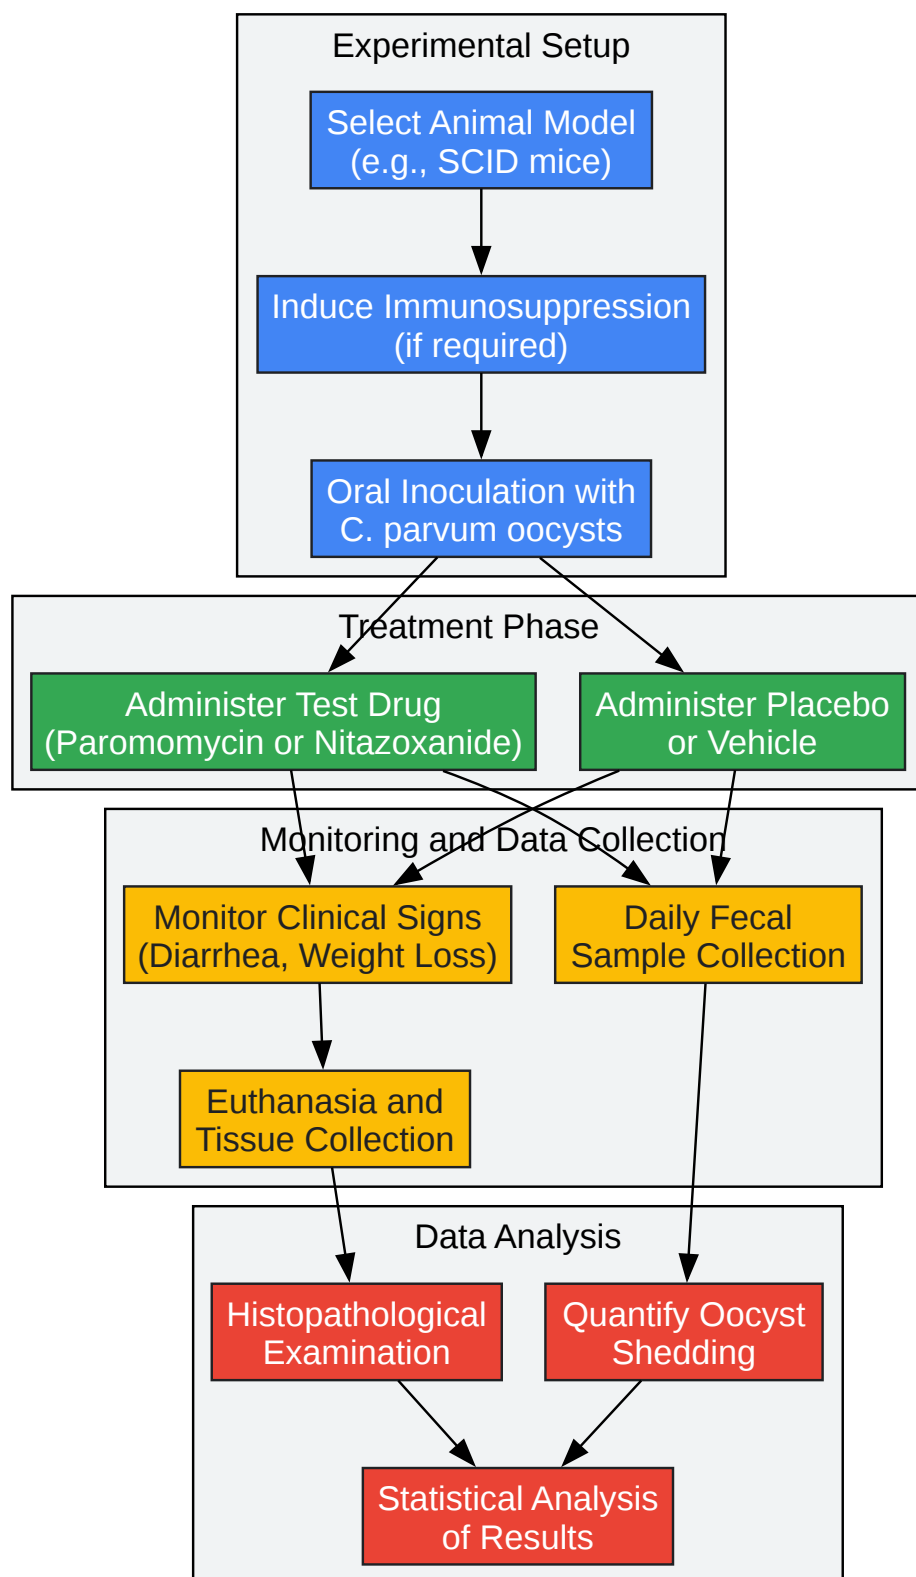 Experimental Setup
Select Animal Model
(e.g., SCID mice)
Induce Immunosuppression
(if required)
Oral Inoculation with
C. parvum oocysts
Treatment Phase
Administer Test Drug
(Paromomycin or Nitazoxanide)
Administer Placebo
or Vehicle
Monitoring and Data Collection
Monitor Clinical Signs
(Diarrhea, Weight Loss)
Daily Fecal
Sample Collection
Euthanasia and
Tissue Collection
Data Analysis
Histopathological
Examination
Quantify Oocyst
Shedding
Statistical Analysis
of Results